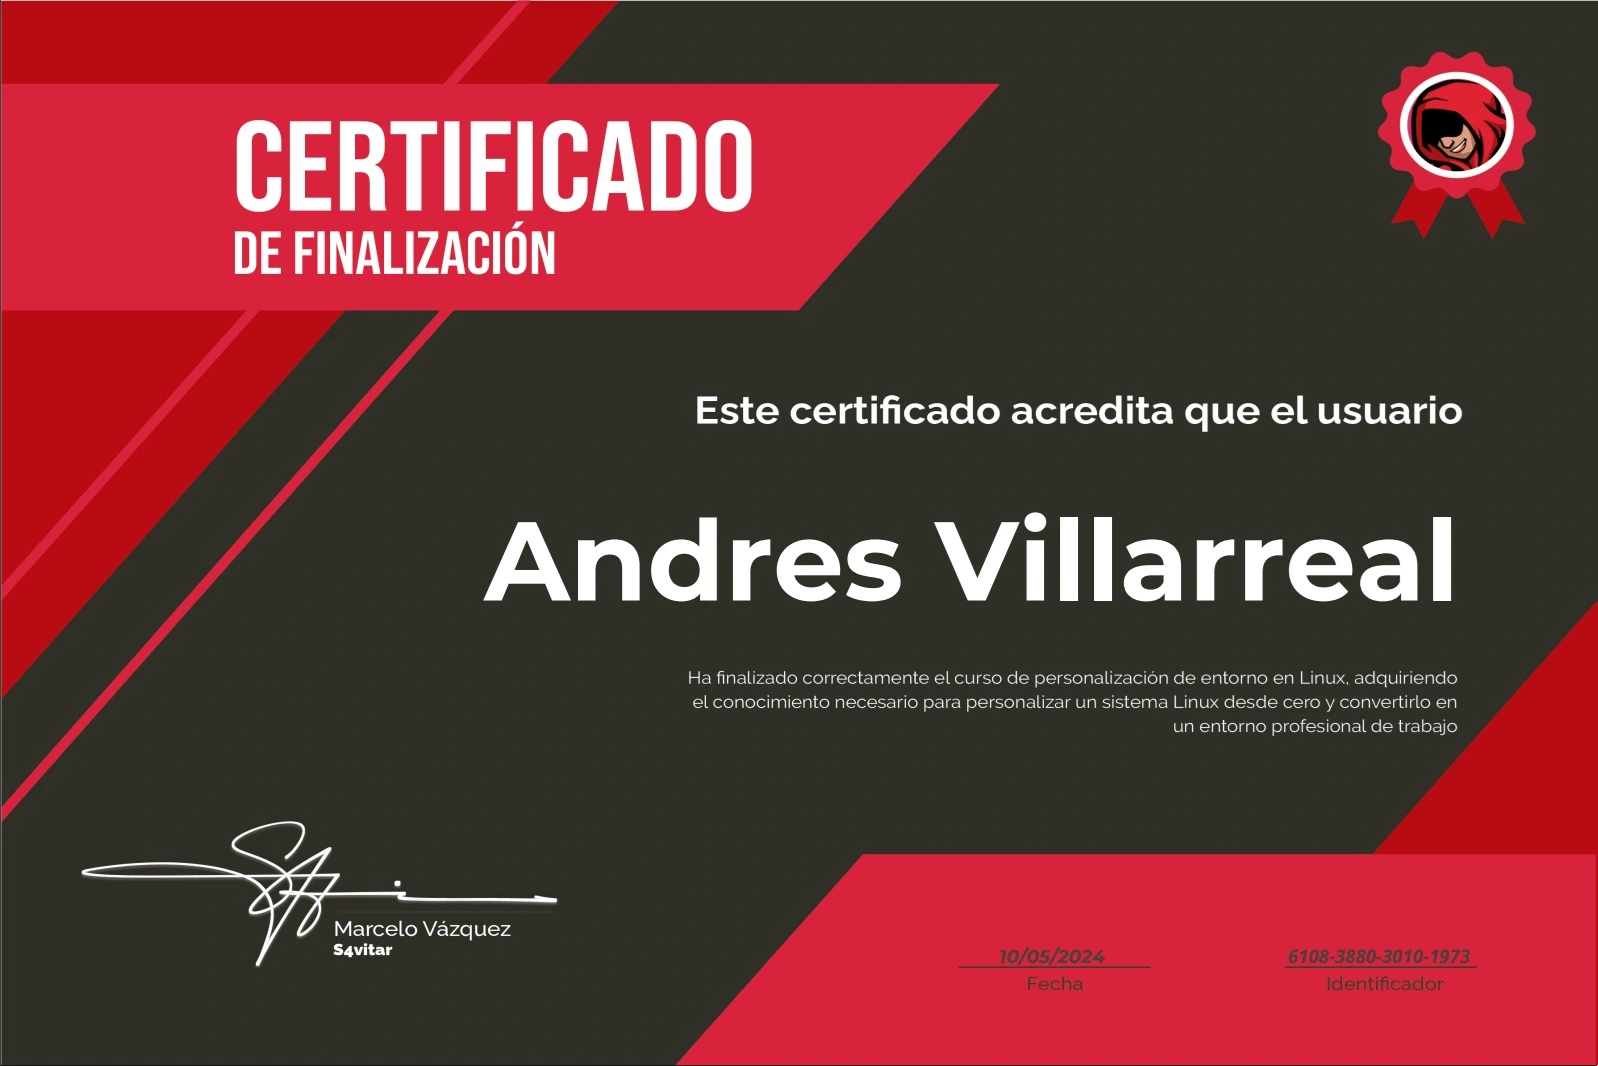 CERTIFICADO
DE FINALIZACIÓN
Este certificado acredita que el usuario
Andres Villarreal
Ha finalizado correctamente el curso de personalización de entorno en Linux, adquiriendo
el conocimiento necesario para personalizar un sistema Linux desde cero y convertirlo en
un entorno profesional de trabajo
Marcelo Vázquez
S4vitar
10/05/2024
Fecha
6108-3880-3010-1973
Identificador